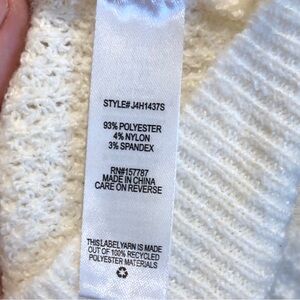 STYLE# J4H1437S
93% POLYESTER
4% NYLON
3% SPANDEX
RN#157787
MADE IN CHINA
CARE ON REVERSE
THIS LABEL YARN IS MADE
OUT OF 100% RECYCLED
POLYESTER MATERIALS